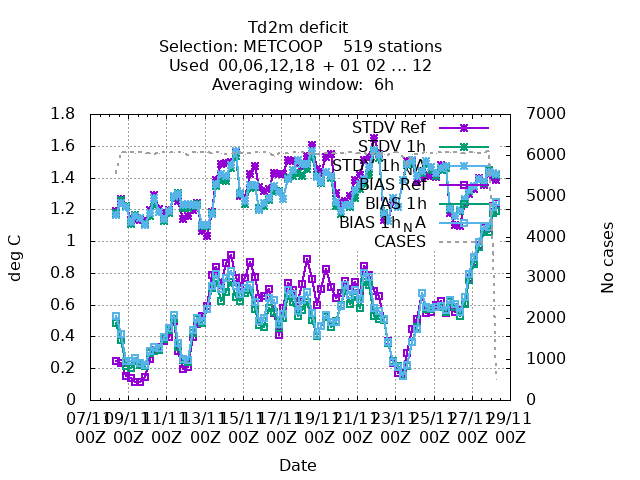 Td2m deficit
Selection: METCOOP    519 stations
Used  00,06,12,18 + 01 02 ... 12
Averaging window:  6h
1.8
1.6
1.4
1.2
1
0.8
0.6
0.4
0.2
0
deg C
7000
6000
5000
4000
3000
2000
1000
0
No cases
STDV Ref
STDV 1h
STDV 1h_NA
BIAS Ref
BIAS 1h
BIAS 1h_NA
CASES
07/11 09/11 11/11 13/11 15/11 17/11 19/11 21/11 23/11 25/11 27/11 29/11
00Z 00Z 00Z 00Z 00Z 00Z 00Z 00Z 00Z 00Z 00Z 00Z
Date